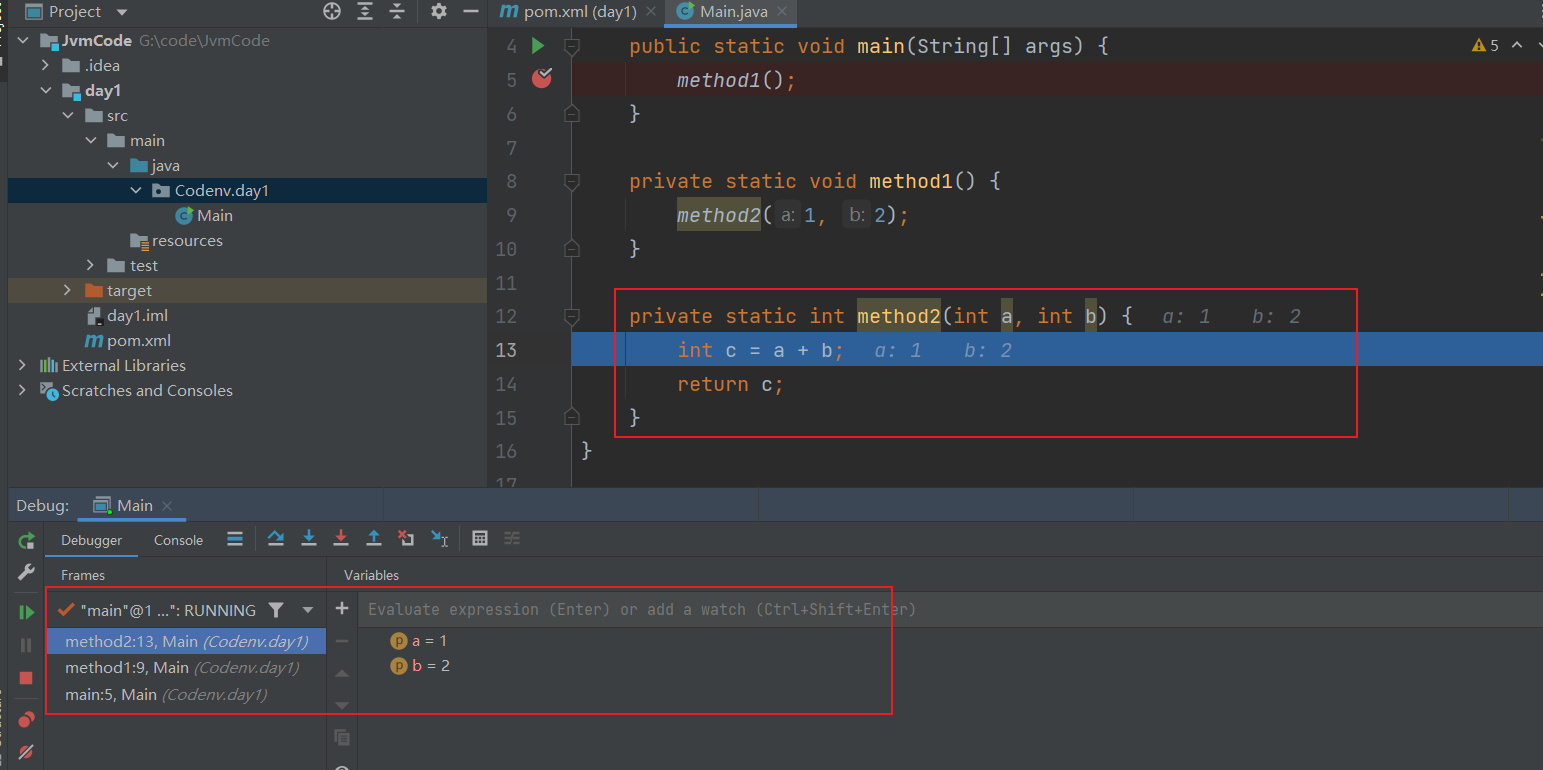 Project
JvmCode G:\code\JvmCode
.idea
day1
src
main
java
Codenv.day1
Main
resources
test
target
day1.iml
pom.xml
External Libraries
Scratches and Consoles
pom.xml (day1)
Main.java
4 public static void main(String[] args) {
5 method1();
6 }
7
8 private static void method1() {
9 method2( a: 1, b: 2);
10 }
11
12 private static int method2(int a, int b) { a: 1 b: 2
13 int c = a + b; a: 1 b: 2
14 return c;
15 }
16 }
17
5
Debug: Main
Debugger Console
Frames
Variables
"main"@1 ...": RUNNING
Evaluate expression (Enter) or add a watch (Ctrl+Shift+Enter)
method2:13, Main (Codenv.day1)
method1:9, Main (Codenv.day1)
main:5, Main (Codenv.day1)
p a = 1
p b = 2